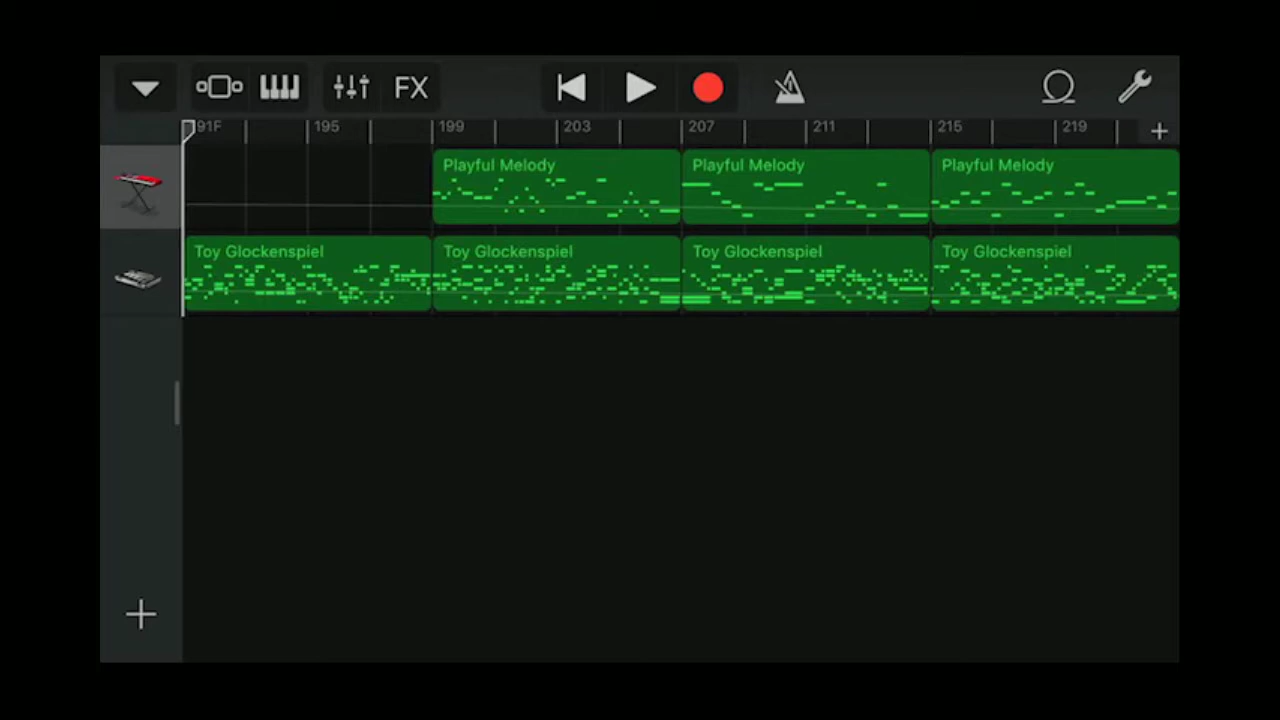 FX
91F 195 199 203 207 211 215 219
Playful Melody Playful Melody Playful Melody
Toy Glockenspiel Toy Glockenspiel Toy Glockenspiel Toy Glockenspiel